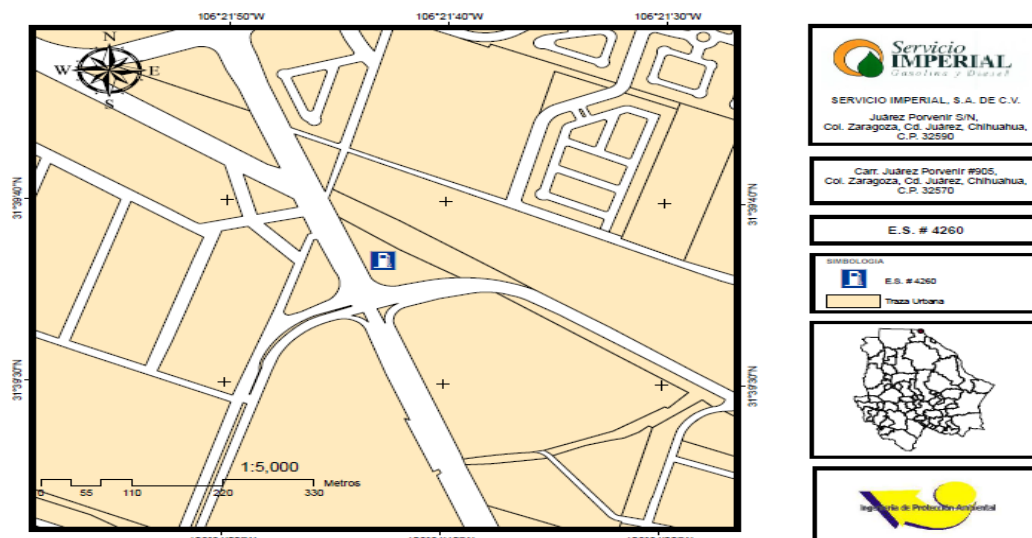 106°21'50"W 106°21'40"W 106°21'30"W
N
W E
S
31°39'40"N 31°39'40"N
31°39'30"N 31°39'30"N
1:5,000
0 55 110 220 330 Metros
Servicio
IMPERIAL
Gasolina y Diesel
SERVICIO IMPERIAL, S.A. DE C.V.
Juárez Porvenir S/N,
Col. Zaragoza, Cd. Juárez, Chihuahua,
C.P. 32590
Carr. Juárez Porvenir #905,
Col. Zaragoza, Cd. Juárez, Chihuahua,
C.P. 32570
E.S. # 4260
SIMBOLOGIA
E.S. # 4260
Traza Urbana
Ingeniería de Protección Ambiental